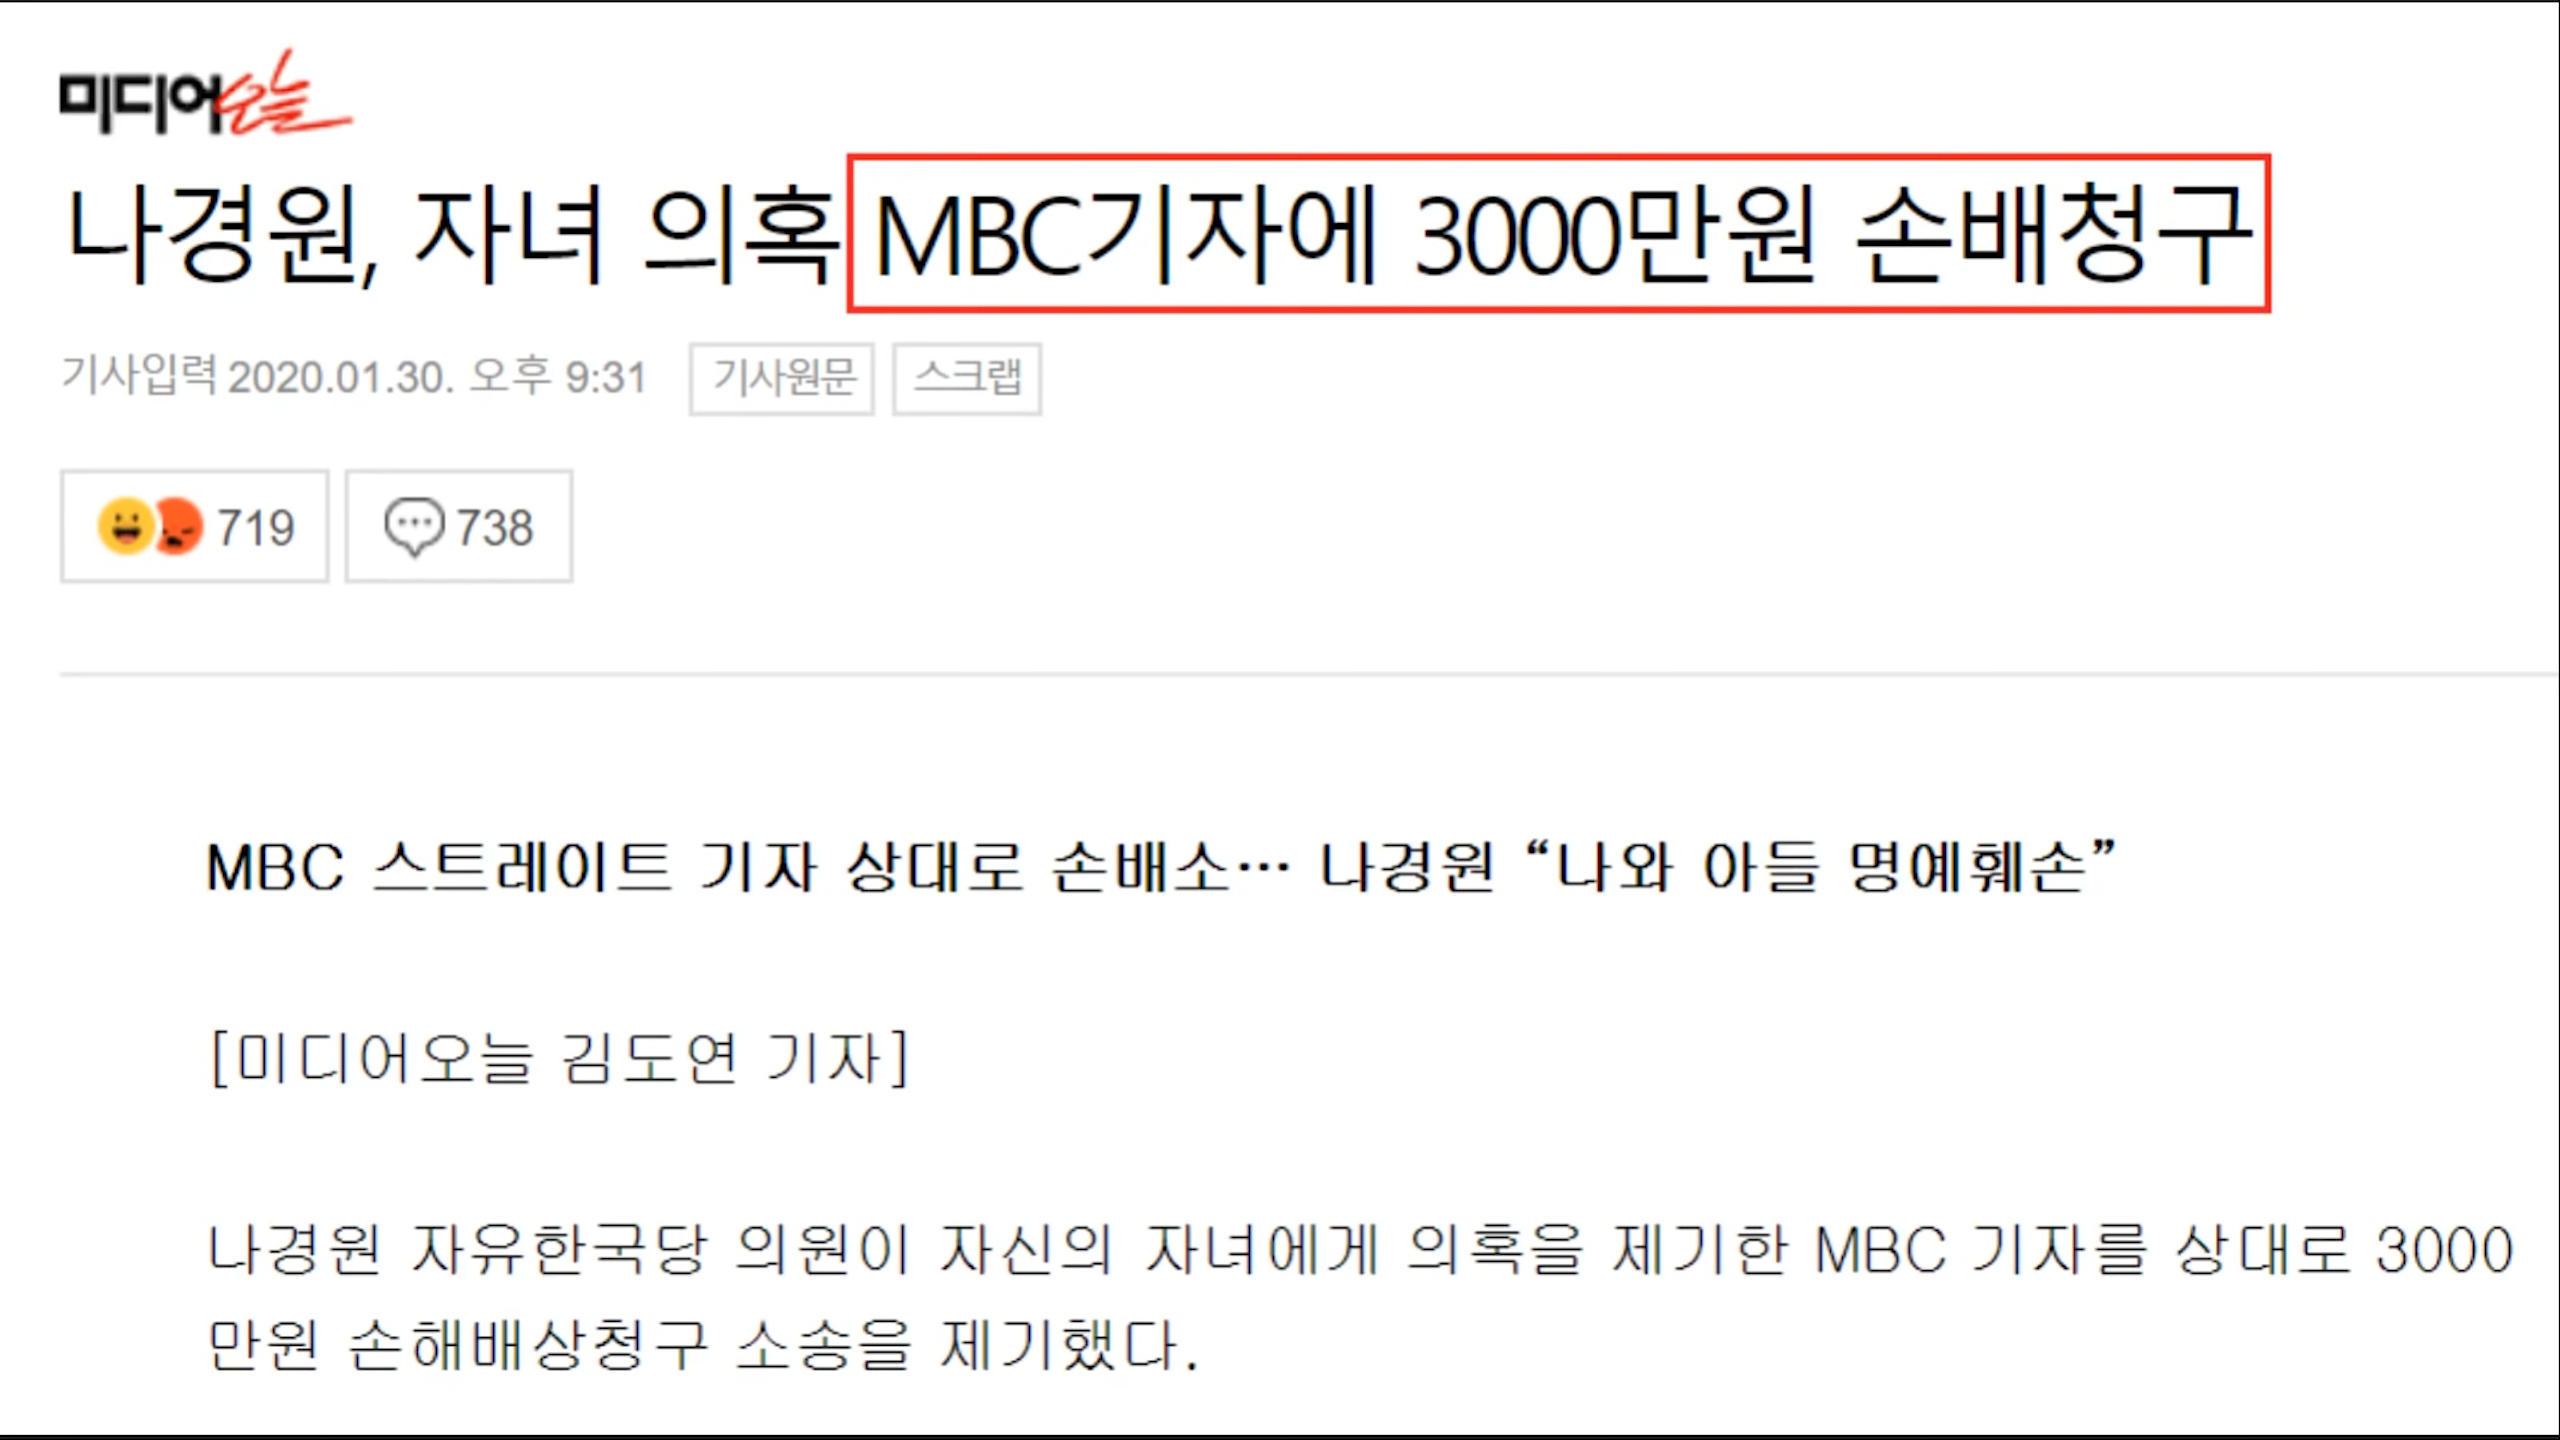 미디어오늘
나경원, 자녀 의혹 MBC기자에 3000만원 손배청구
기사입력 2020.01.30. 오후 9:31 기사원문 스크랩
719 738
MBC 스트레이트 기자 상대로 손배소… 나경원 “나와 아들 명예훼손”
[미디어오늘 김도연 기자]
나경원 자유한국당 의원이 자신의 자녀에게 의혹을 제기한 MBC 기자를 상대로 3000
만원 손해배상청구 소송을 제기했다.